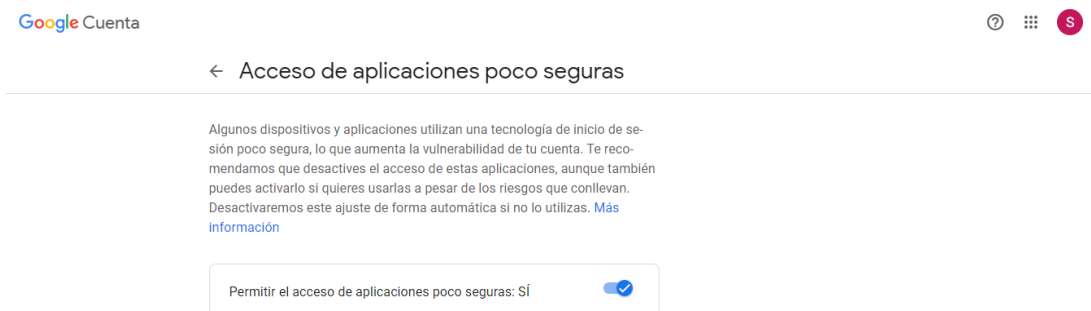 Google Cuenta
S
Acceso de aplicaciones poco seguras
Algunos dispositivos y aplicaciones utilizan una tecnología de inicio de se-
sión poco segura, lo que aumenta la vulnerabilidad de tu cuenta. Te reco-
mendamos que desactives el acceso de estas aplicaciones, aunque también
puedes activarlo si quieres usarlas a pesar de los riesgos que conllevan.
Desactivaremos este ajuste de forma automática si no lo utilizas. Más
información
Permitir el acceso de aplicaciones poco seguras: SÍ